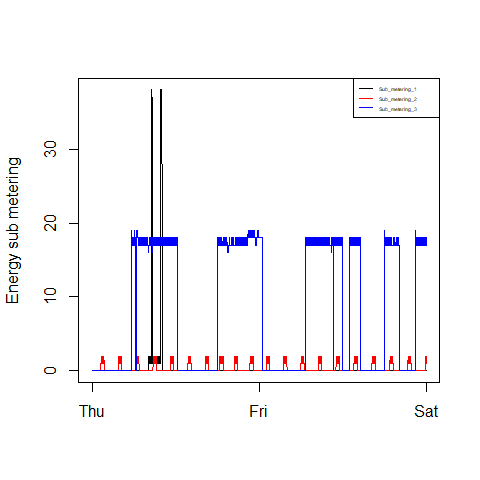 Sub_metering_1
Sub_metering_2
Sub_metering_3
Energy sub metering
30
20
10
0
Thu Fri Sat